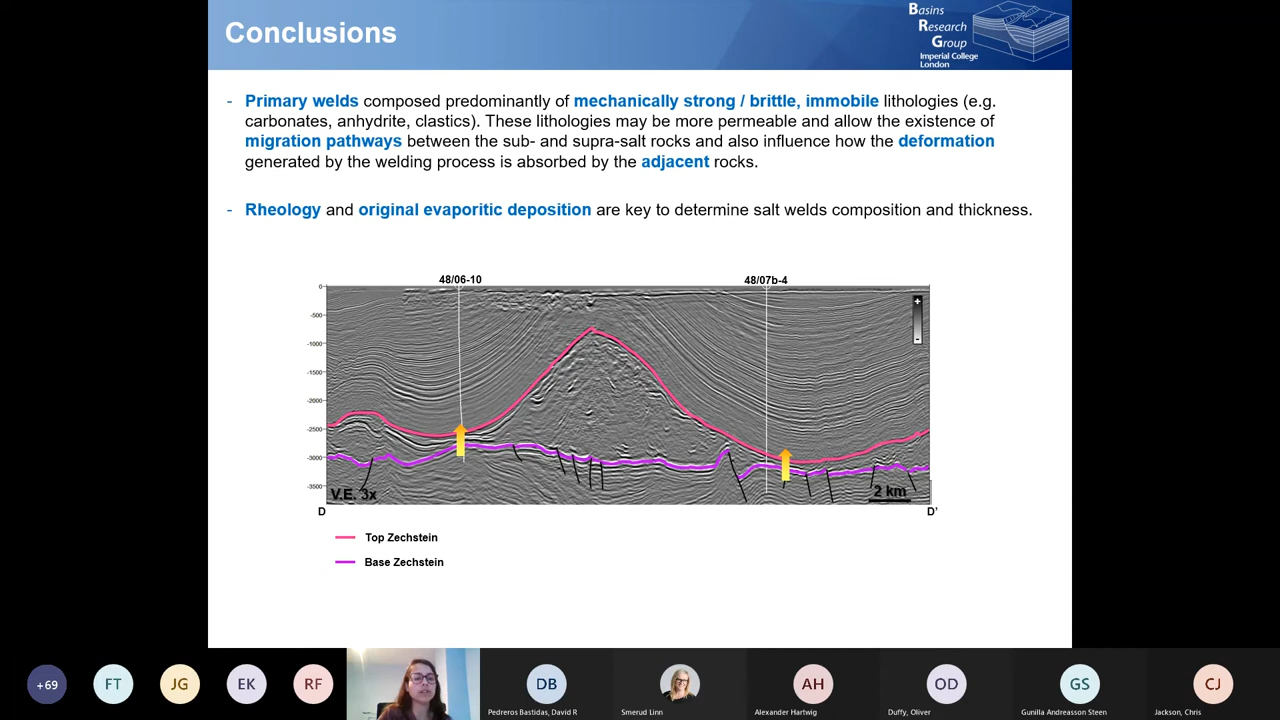 Conclusions
Basins
Research
Group
Imperial College
London
- Primary welds composed predominantly of mechanically strong / brittle, immobile lithologies (e.g.
carbonates, anhydrite, clastics). These lithologies may be more permeable and allow the existence of
migration pathways between the sub- and supra-salt rocks and also influence how the deformation
generated by the welding process is absorbed by the adjacent rocks.
- Rheology and original evaporitic deposition are key to determine salt welds composition and thickness.
48/06-10
48/07b-4
0
-500
-1000
-1500
-2000
-2500
-3000
-3500
+
-
V.E. 3x
2 km
D
D'
Top Zechstein
Base Zechstein
+69
FT
JG
EK
RF
DB
AH
OD
GS
CJ
Pedreros Bastidas, David R
Smerud Linn
Alexander Hartwig
Duffy, Oliver
Gunilla Andreasson Steen
Jackson, Chris